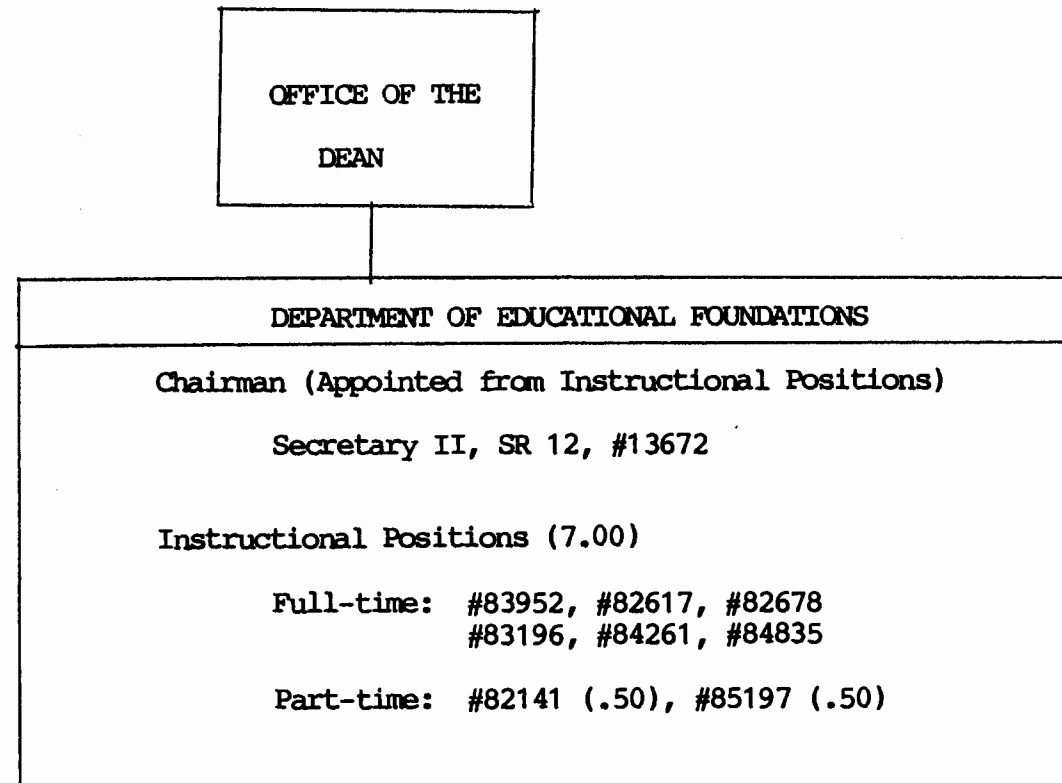 OFFICE OF THE
DEAN
DEPARTMENT OF EDUCATIONAL FOUNDATIONS
Chairman (Appointed from Instructional Positions)
Secretary II, SR 12, #13672
Instructional Positions (7.00)
Full-time: #83952, #82617, #82678
#83196, #84261, #84835
Part-time: #82141 (.50), #85197 (.50)